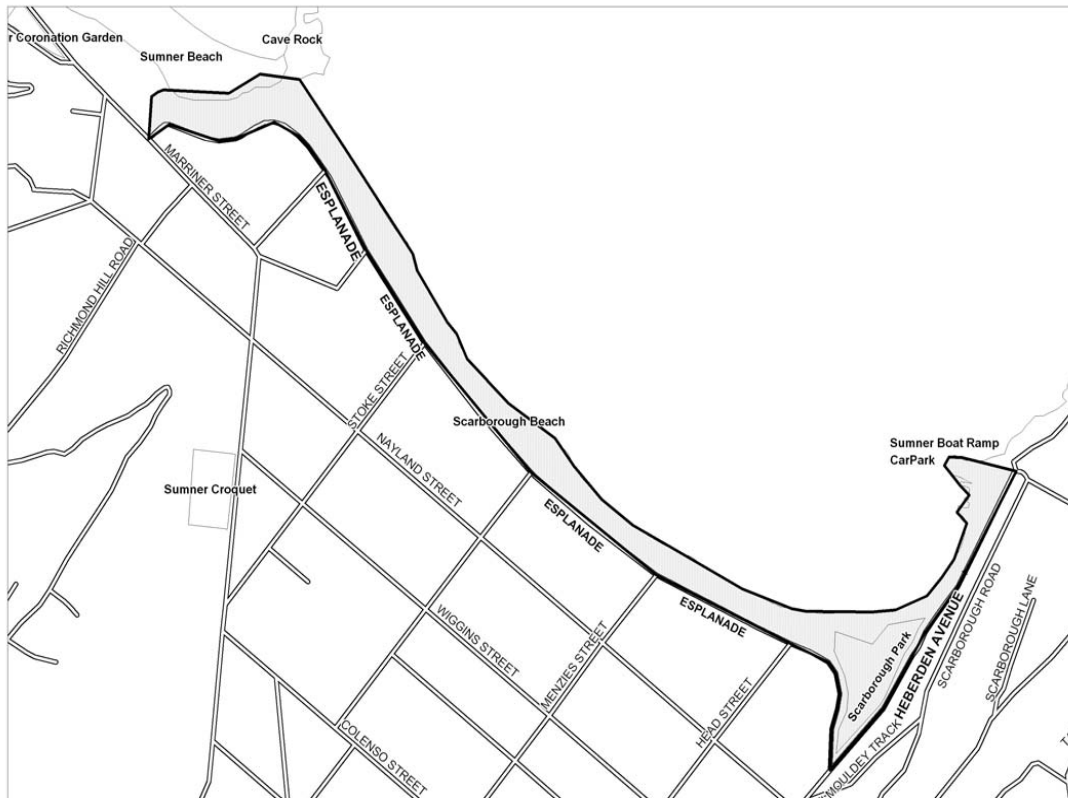 r Coronation Garden
Cave Rock
Sumner Beach
MARRINER STREET
ESPLANADE
RICHMOND HILL ROAD
ESPLANADE
STOKE STREET
Scarborough Beach
NAYLAND STREET
Sumner Croquet
Sumner Boat Ramp
CarPark
ESPLANADE
ESPLANADE
WIGGINS STREET
MENZIES STREET
HEAD STREET
COLENSO STREET
Scarborough Park
HEBERDEN AVENUE
SCARBOROUGH ROAD
SCARBOROUGH LANE
MOULDEY TRACK